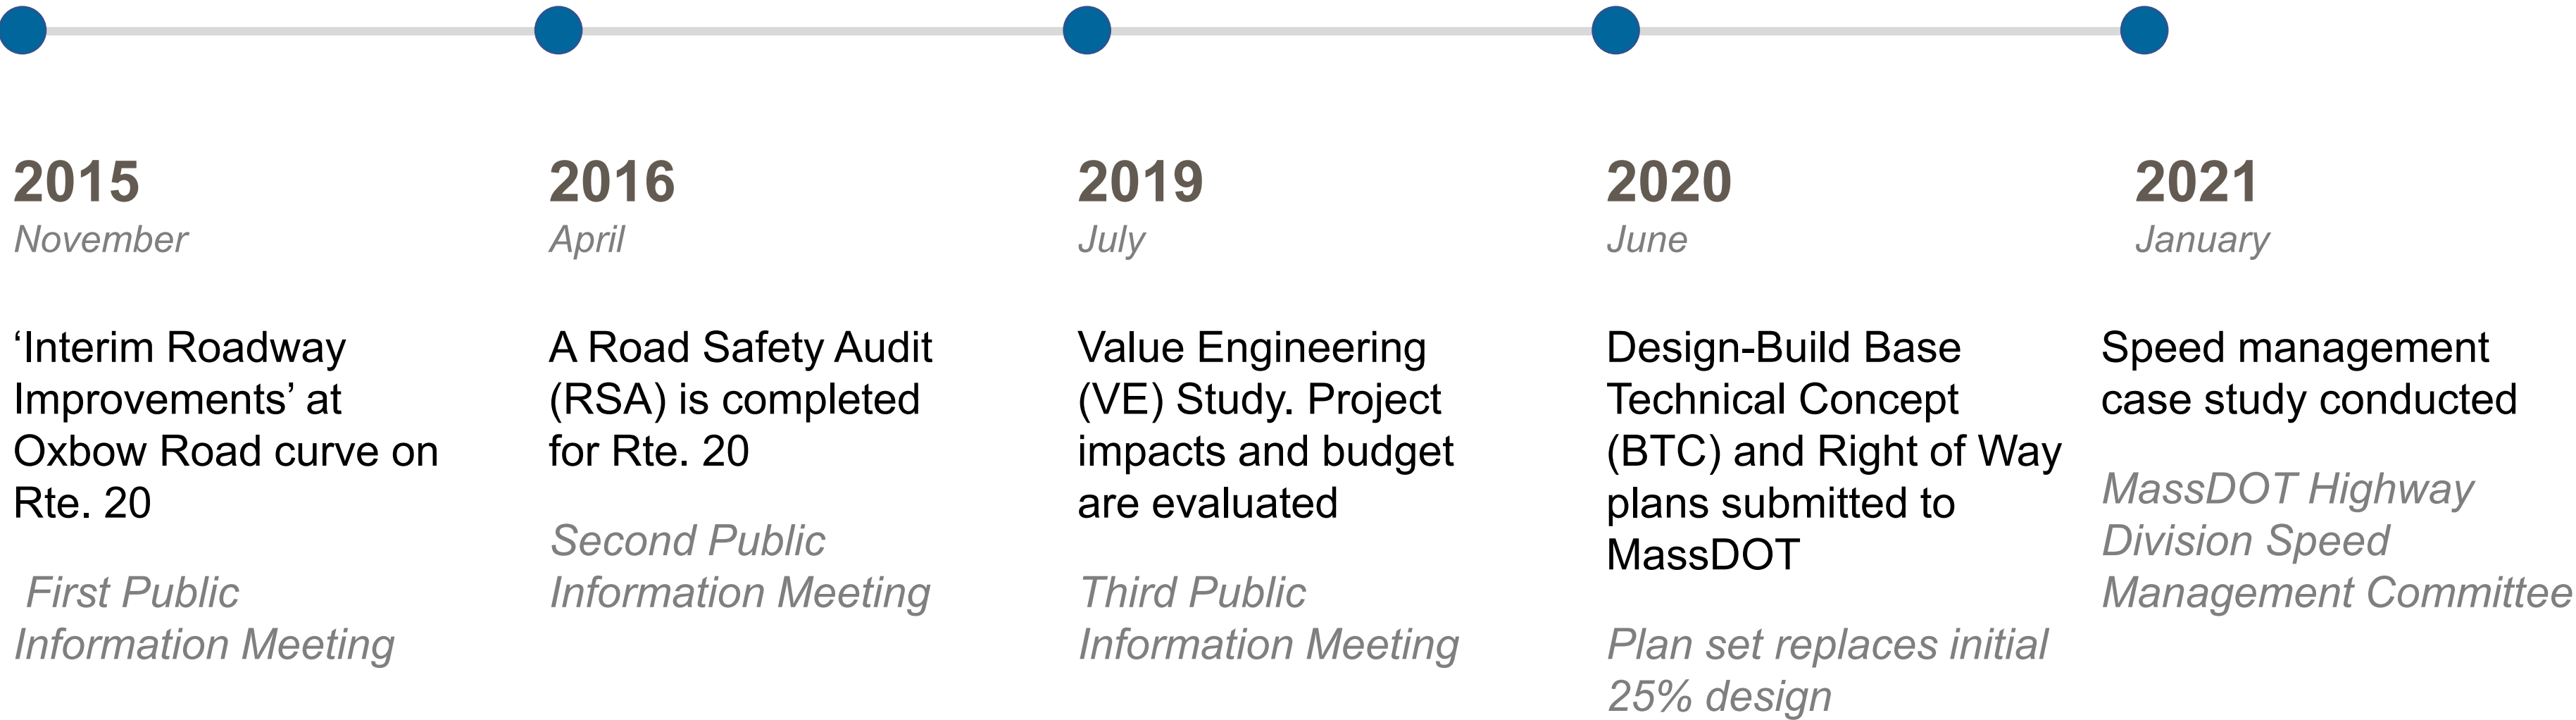 2015
November
‘Interim Roadway
Improvements’ at
Oxbow Road curve on
Rte. 20
First Public
Information Meeting
2016
April
A Road Safety Audit
(RSA) is completed
for Rte. 20
Second Public
Information Meeting
2019
July
Value Engineering
(VE) Study. Project
impacts and budget
are evaluated
Third Public
Information Meeting
2020
June
Design-Build Base
Technical Concept
(BTC) and Right of Way
plans submitted to
MassDOT
Plan set replaces initial
25% design
2021
January
Speed management
case study conducted
MassDOT Highway
Division Speed
Management Committee